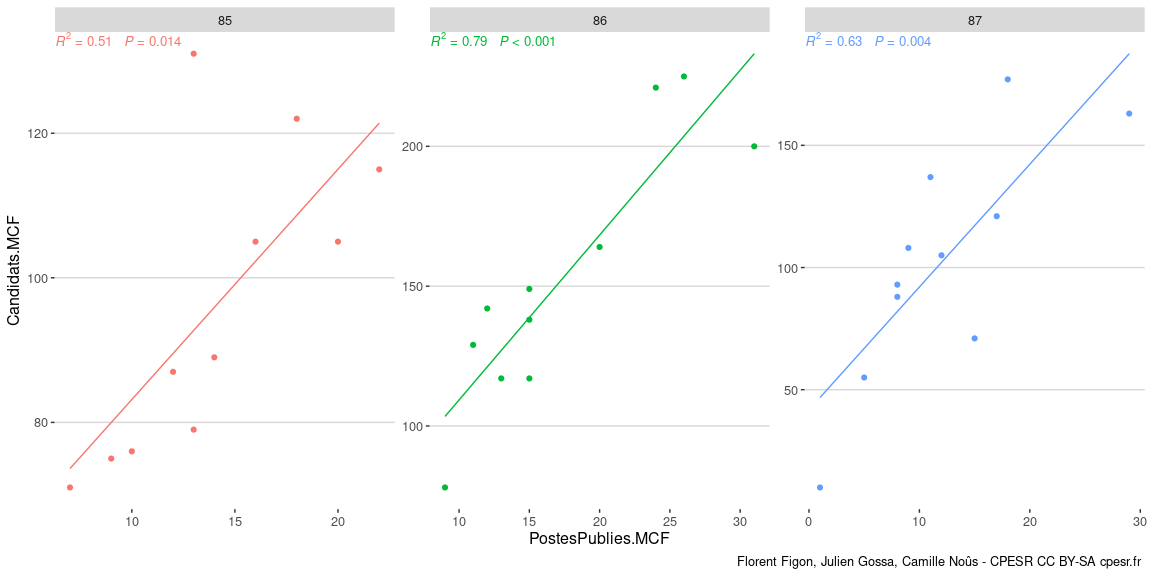 85
86
87
R2 = 0.51 P = 0.014
R2 = 0.79 P < 0.001
R2 = 0.63 P = 0.004
Candidats.MCF
120
100
80
200
150
100
150
100
50
10 15 20
10 15 20 25 30
0 10 20 30
PostesPublies.MCF
Florent Figon, Julien Gossa, Camille Noûs - CPESR CC BY-SA cpesr.fr